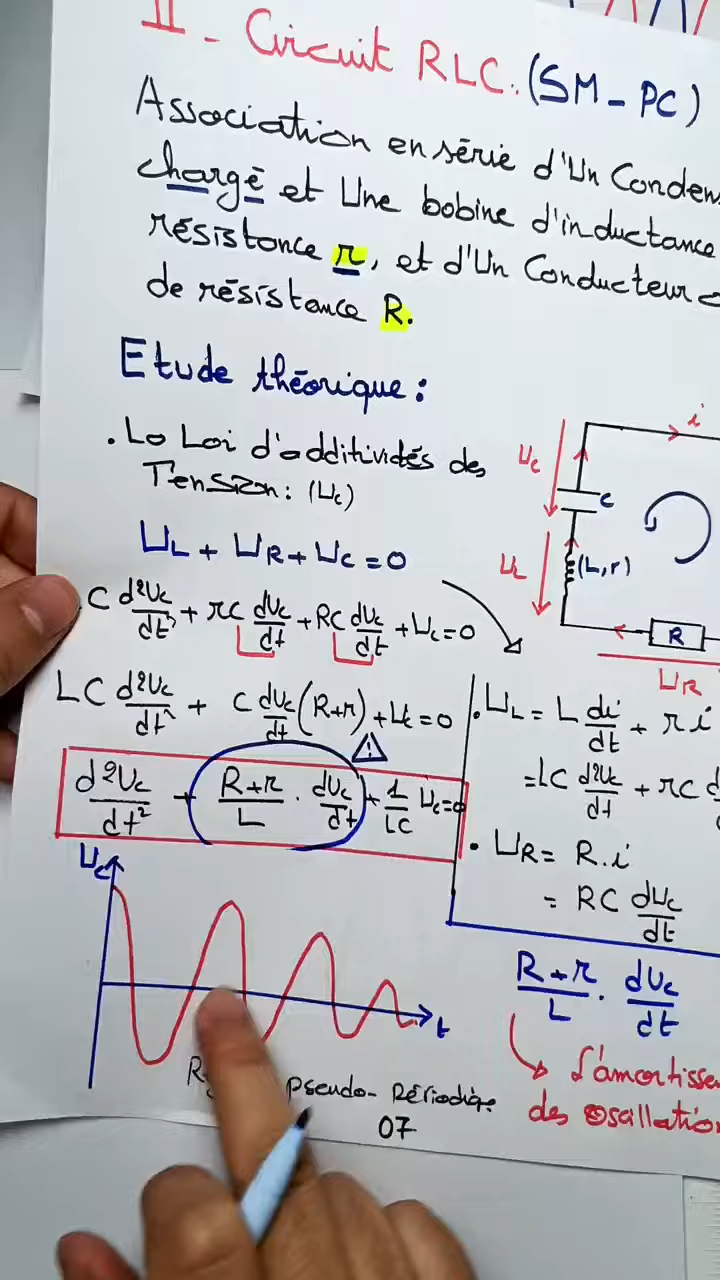 II - Circuit RLC. (SM - PC)
Association en série d'Un Conden
chargé et Une bobine d'inductance
résistance r, et d'Un Conducteur
de résistance R.
Etude théorique :
. La Loi d'additividés des
Tension : (Uc)
UL + UR + Uc = 0
C d²Uc/dt² + rC dUc/dt + RC dUc/dt + Uc = 0
LC d²Uc/dt² + C dUc/dt (R+r) + Uc = 0
d²Uc/dt² + R+r/L . dUc/dt + 1/LC Uc = 0
i
Uc
C
UL
(L,r)
R
UR
. UL = L di/dt + r i
= LC d²Uc/dt + rC d
. UR = R.i
= RC dUc/dt
R+r/L . dUc/dt
L'amortisse
des oscillation
Uc
t
pseudo-Périodique
07